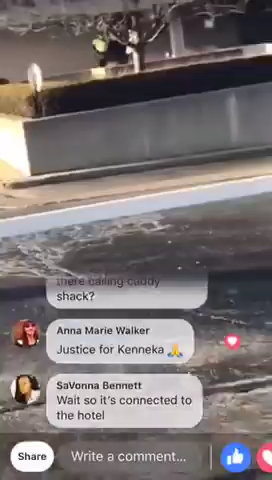 there calling caddy
shack?
Anna Marie Walker
Justice for Kenneka 🙏
SaVonna Bennett
Wait so it's connected to
the hotel
Share
Write a comment...